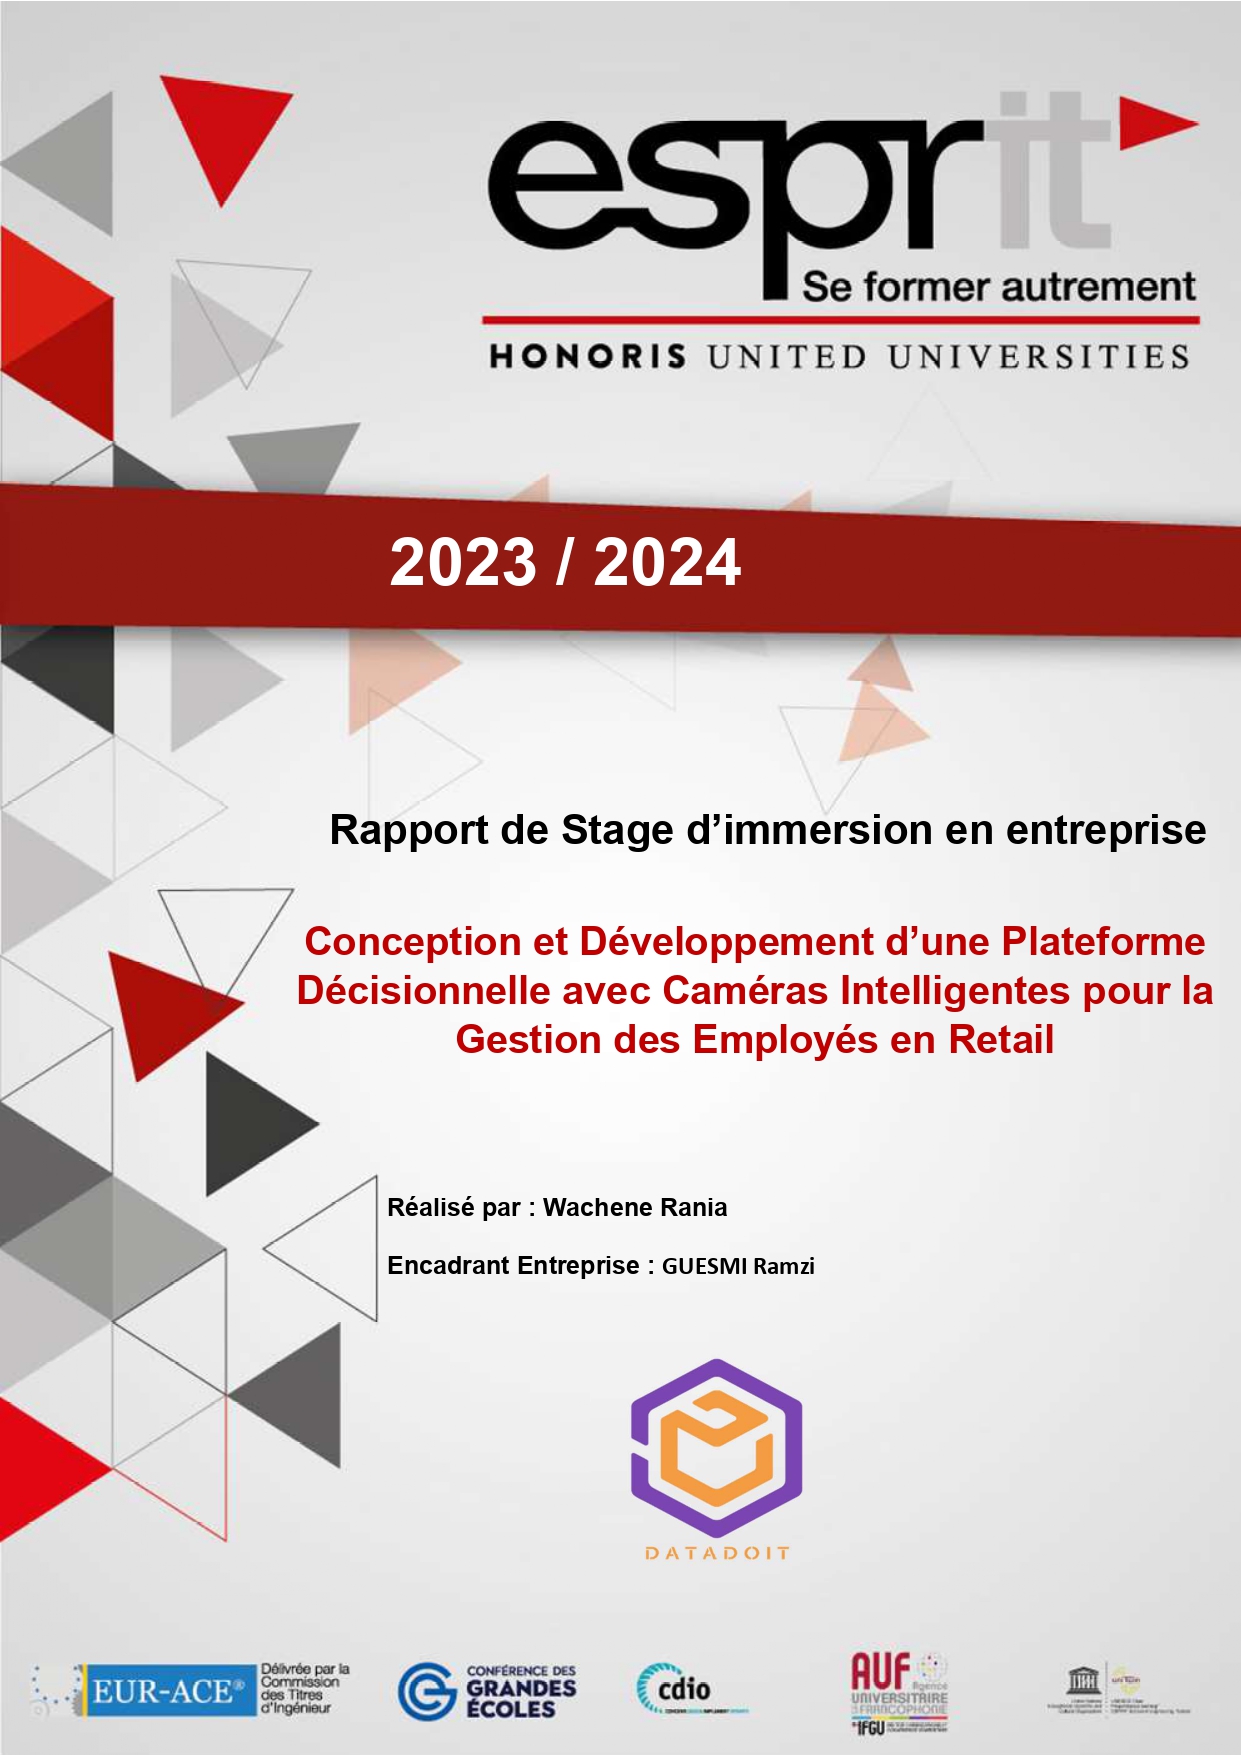 esprit
Se former autrement
HONORIS UNITED UNIVERSITIES
2023 / 2024
Rapport de Stage d’immersion en entreprise
Conception et Développement d’une Plateforme
Décisionnelle avec Caméras Intelligentes pour la
Gestion des Employés en Retail
Réalisé par : Wachene Rania
Encadrant Entreprise : GUESMI Ramzi
DATADOIT
EUR-ACE®
Délivrée par la
Commission
des Titres
d'Ingénieur
CONFÉRENCE DES
GRANDES
ÉCOLES
cdio
AUF
agence
UNIVERSITAIRE
FRANCOPHONIE
IFGU